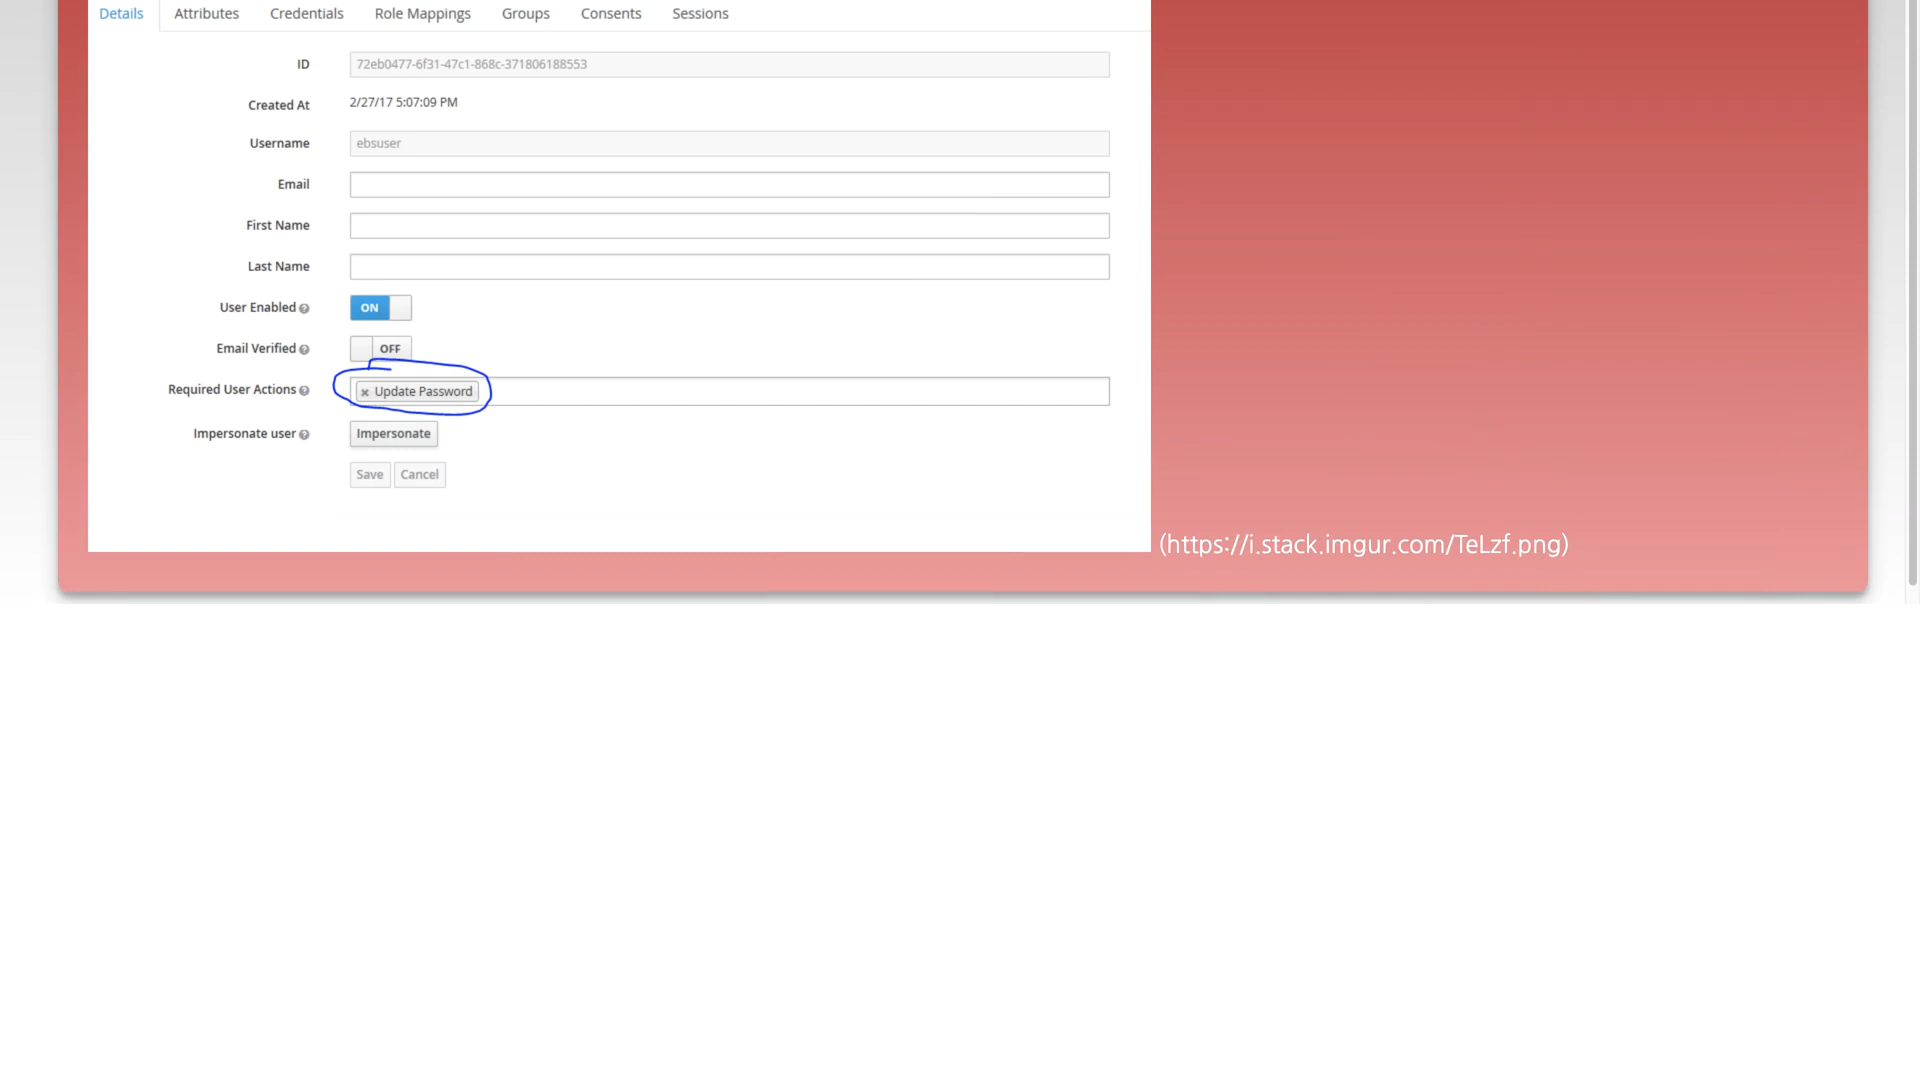 Details Attributes Credentials Role Mappings Groups Consents Sessions
ID 72eb0477-6f31-47c1-868c-371806188553
Created At 2/27/17 5:07:09 PM
Username ebsuser
Email
First Name
Last Name
User Enabled ON
Email Verified OFF
Required User Actions × Update Password
Impersonate user Impersonate
Save Cancel
(https://i.stack.imgur.com/TeLzf.png)